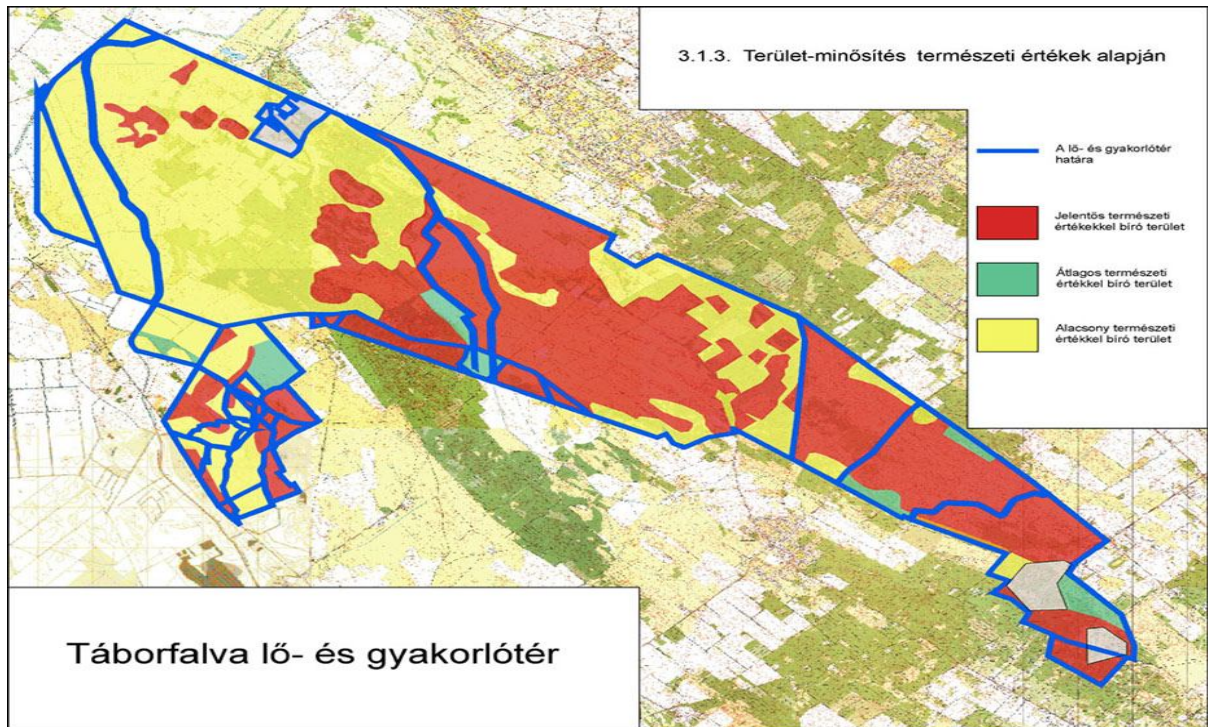 3.1.3. Terület-minősítés természeti értékek alapján
A lő- és gyakorlótér
határa
Jelentős természeti
értékekkel bíró terület
Átlagos természeti
értékkel bíró terület
Alacsony természeti
értékkel bíró terület
Táborfalva lő- és gyakorlótér